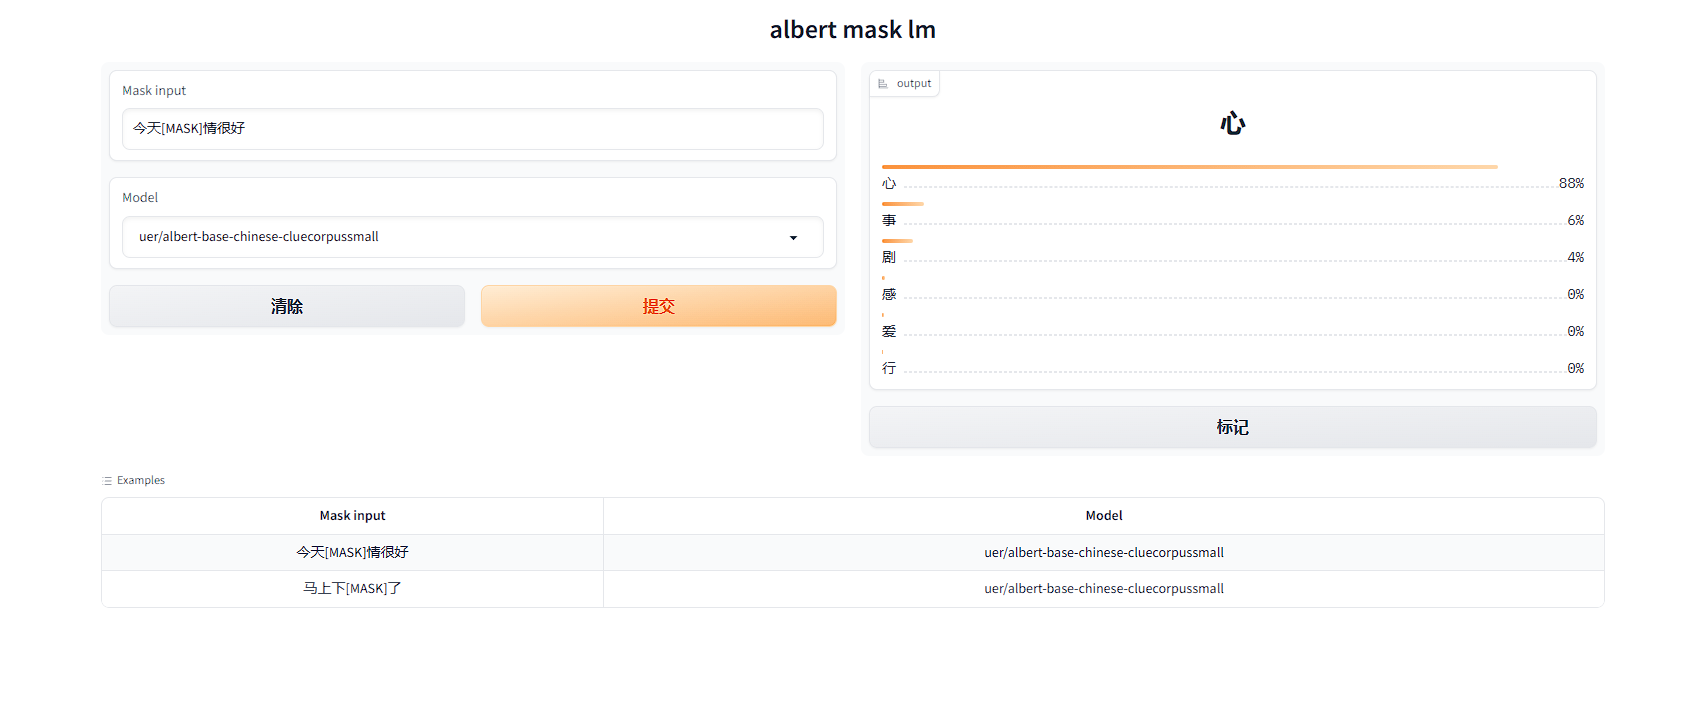 albert mask lm
Mask input
今天[MASK]情很好
Model
uer/albert-base-chinese-cluecorpussmall
清除
提交
output
心
心 88%
事 6%
剧 4%
感 0%
爱 0%
行 0%
标记
Examples
Mask input Model
今天[MASK]情很好 uer/albert-base-chinese-cluecorpussmall
马上下[MASK]了 uer/albert-base-chinese-cluecorpussmall